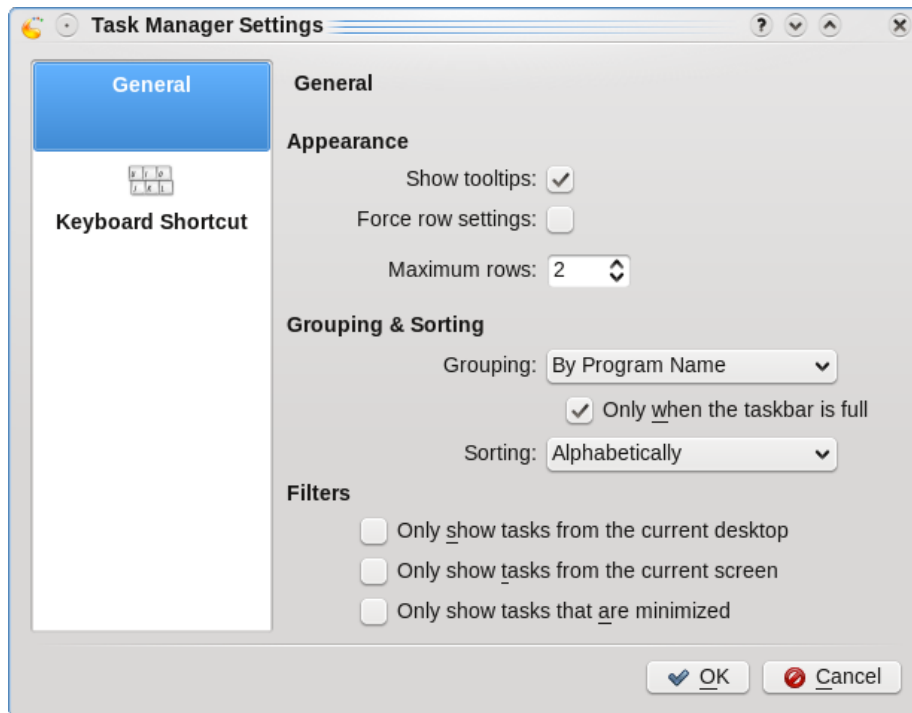 Task Manager Settings
General
Keyboard Shortcut
General
Appearance
Show tooltips:
Force row settings:
Maximum rows: 2
Grouping & Sorting
Grouping: By Program Name
Only when the taskbar is full
Sorting: Alphabetically
Filters
Only show tasks from the current desktop
Only show tasks from the current screen
Only show tasks that are minimized
OK Cancel